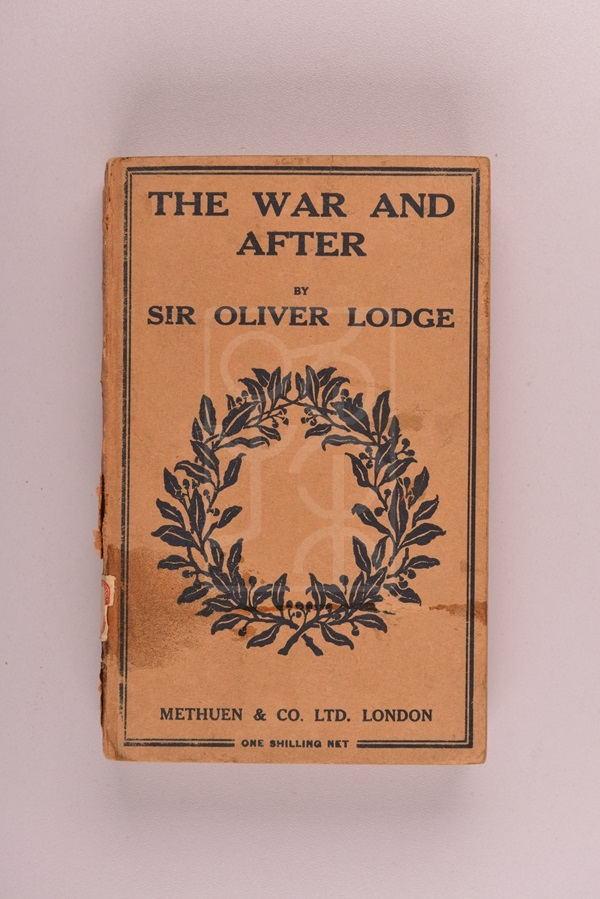 THE WAR AND
AFTER
BY
SIR OLIVER LODGE
METHUEN & CO. LTD. LONDON
ONE SHILLING NET